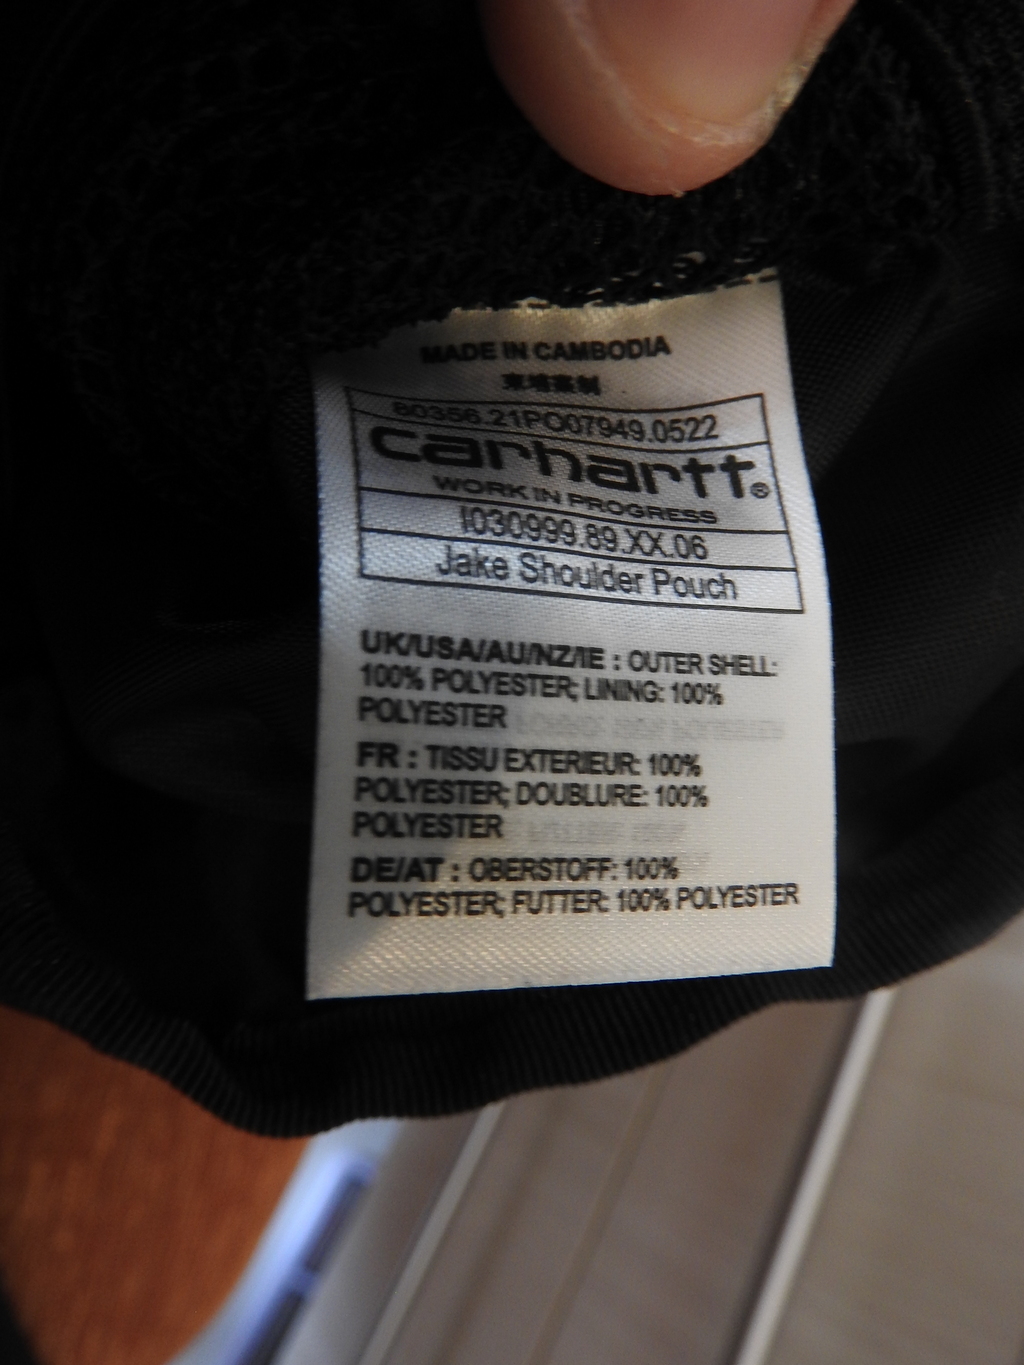 MADE IN CAMBODIA
柬埔寨制
80356.21PO07949.0522
carhartt®
WORK IN PROGRESS
I030999.89.XX.06
Jake Shoulder Pouch
UK/USA/AU/NZ/IE : OUTER SHELL:
100% POLYESTER; LINING: 100%
POLYESTER
FR : TISSU EXTERIEUR: 100%
POLYESTER; DOUBLURE: 100%
POLYESTER
DE/AT : OBERSTOFF: 100%
POLYESTER; FUTTER: 100% POLYESTER